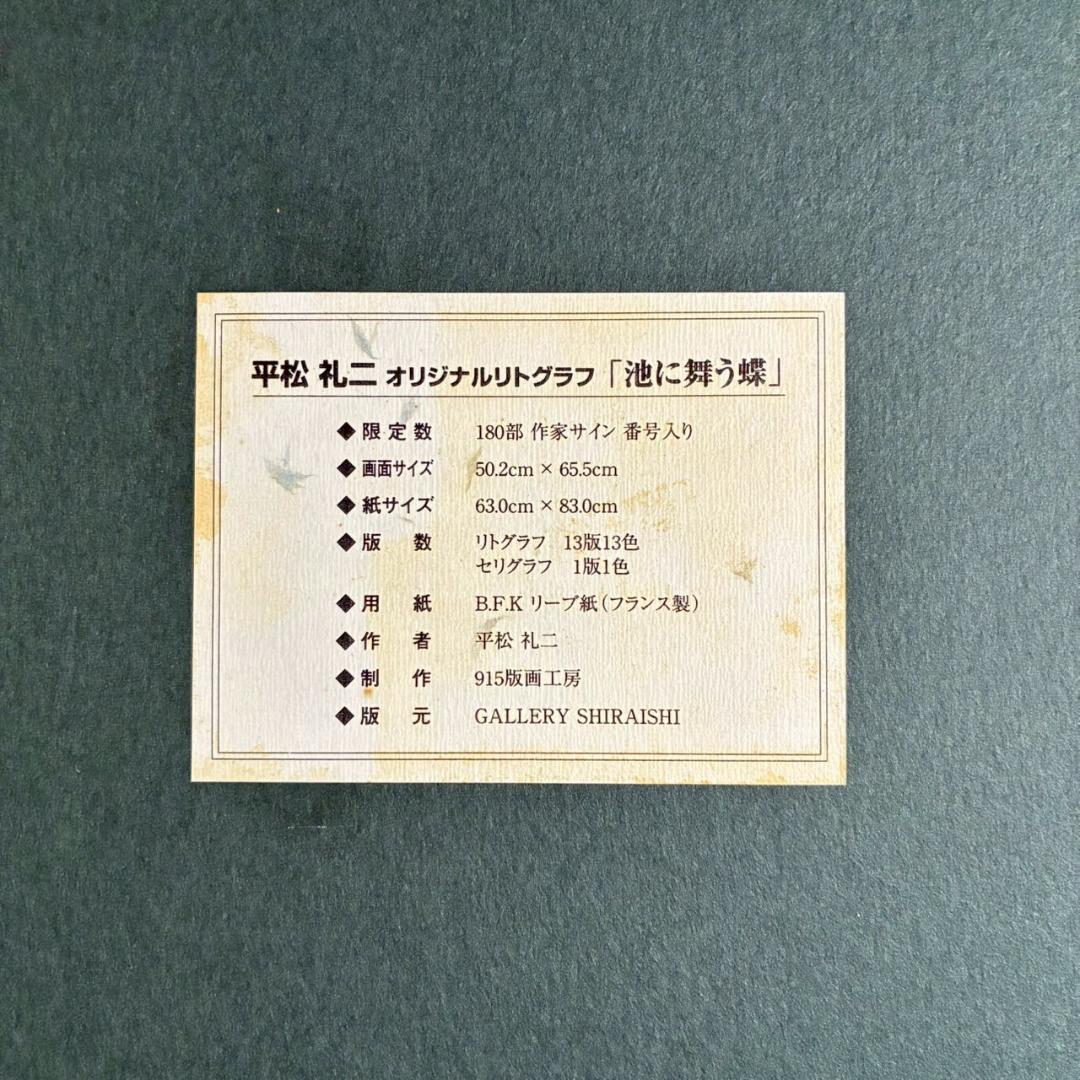 平松 礼二 オリジナルリトグラフ「池に舞う蝶」
◆ 限定数 180部 作家サイン 番号入り
◆ 画面サイズ 50.2cm × 65.5cm
◆ 紙サイズ 63.0cm × 83.0cm
◆ 版 数 リトグラフ 13版13色
セリグラフ 1版1色
◆ 用 紙 B.F.K リーブ紙(フランス製)
◆ 作 者 平松 礼二
◆ 制 作 915版画工房
◆ 版 元 GALLERY SHIRAISHI